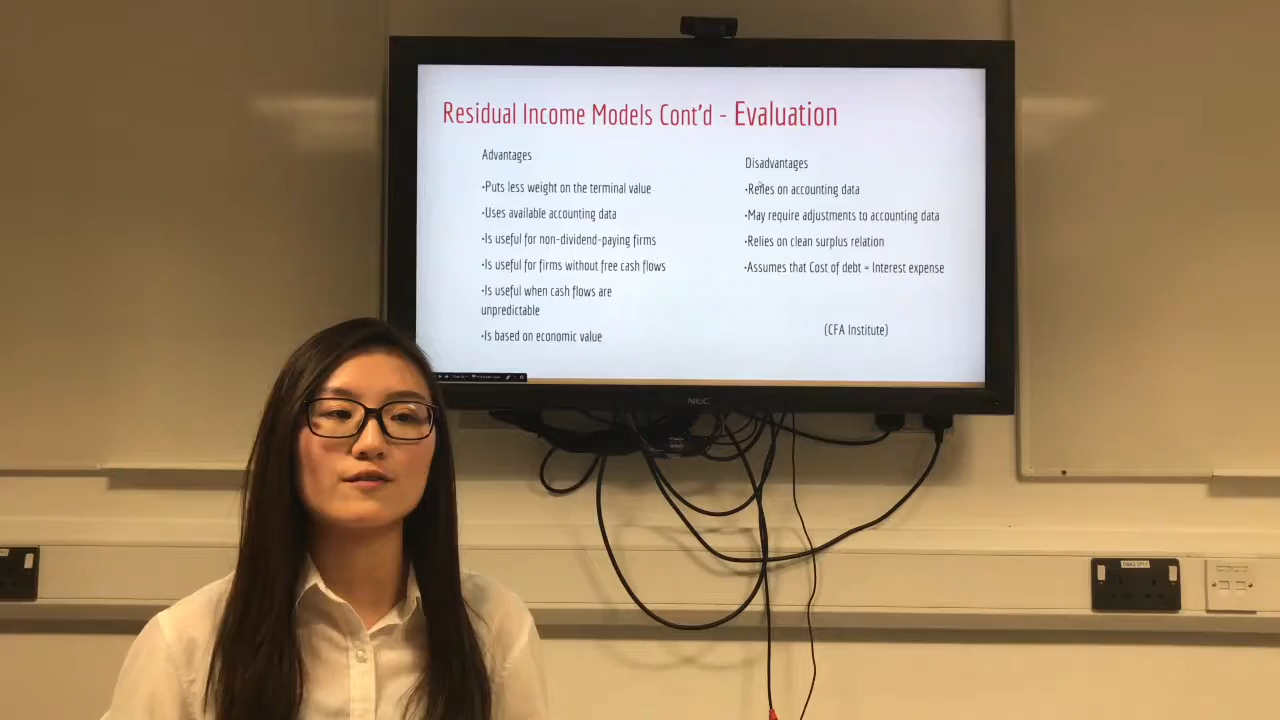 Residual Income Models Cont'd - Evaluation
Advantages
•Puts less weight on the terminal value
•Uses available accounting data
•Is useful for non-dividend-paying firms
•Is useful for firms without free cash flows
•Is useful when cash flows are
unpredictable
•Is based on economic value
Disadvantages
•Relies on accounting data
•May require adjustments to accounting data
•Relies on clean surplus relation
•Assumes that Cost of debt = Interest expense
(CFA Institute)
NEC